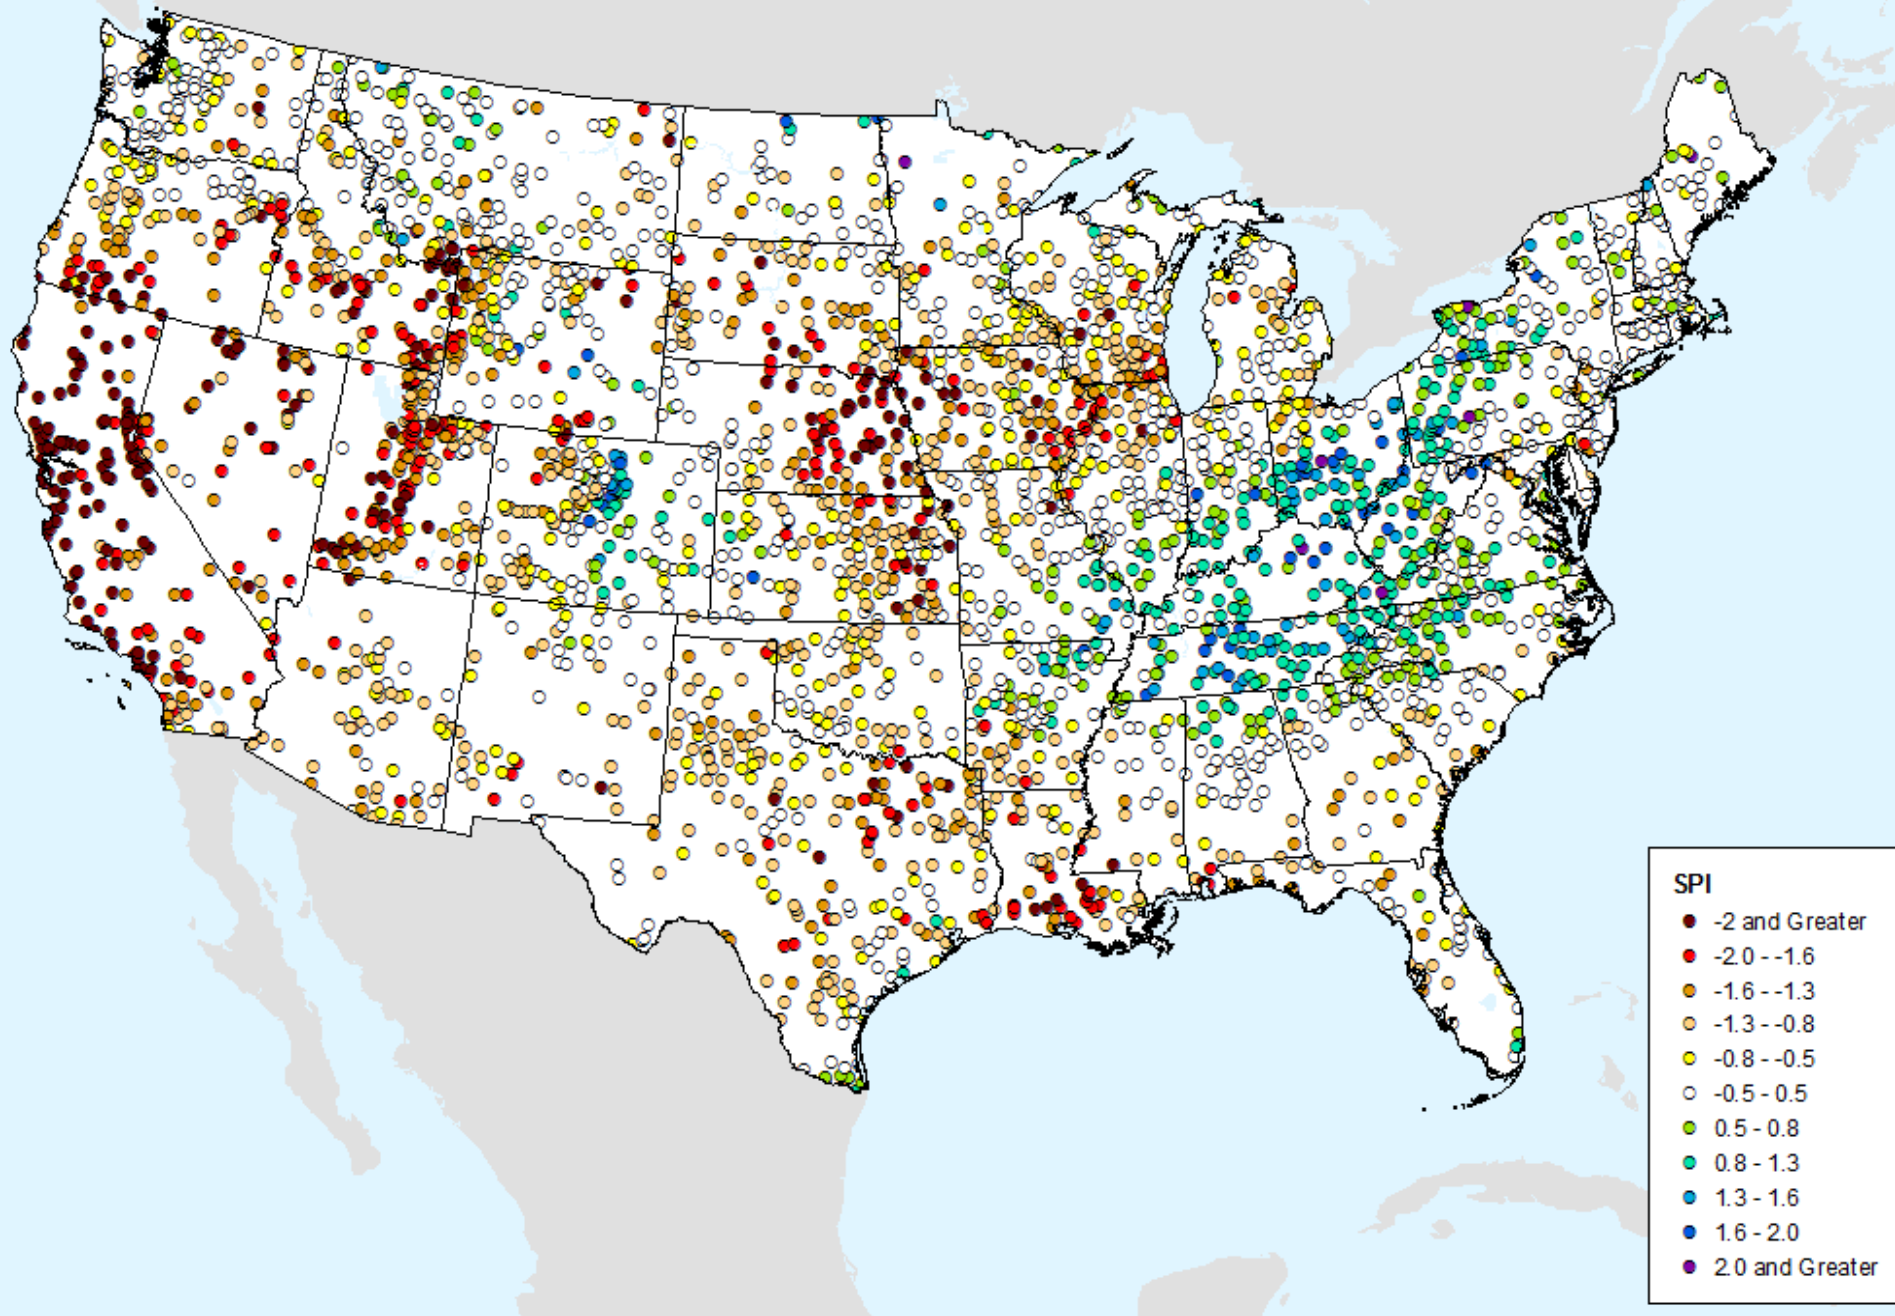 SPI
-2 and Greater
-2.0 - -1.6
-1.6 - -1.3
-1.3 - -0.8
-0.8 - -0.5
-0.5 - 0.5
0.5 - 0.8
0.8 - 1.3
1.3 - 1.6
1.6 - 2.0
2.0 and Greater